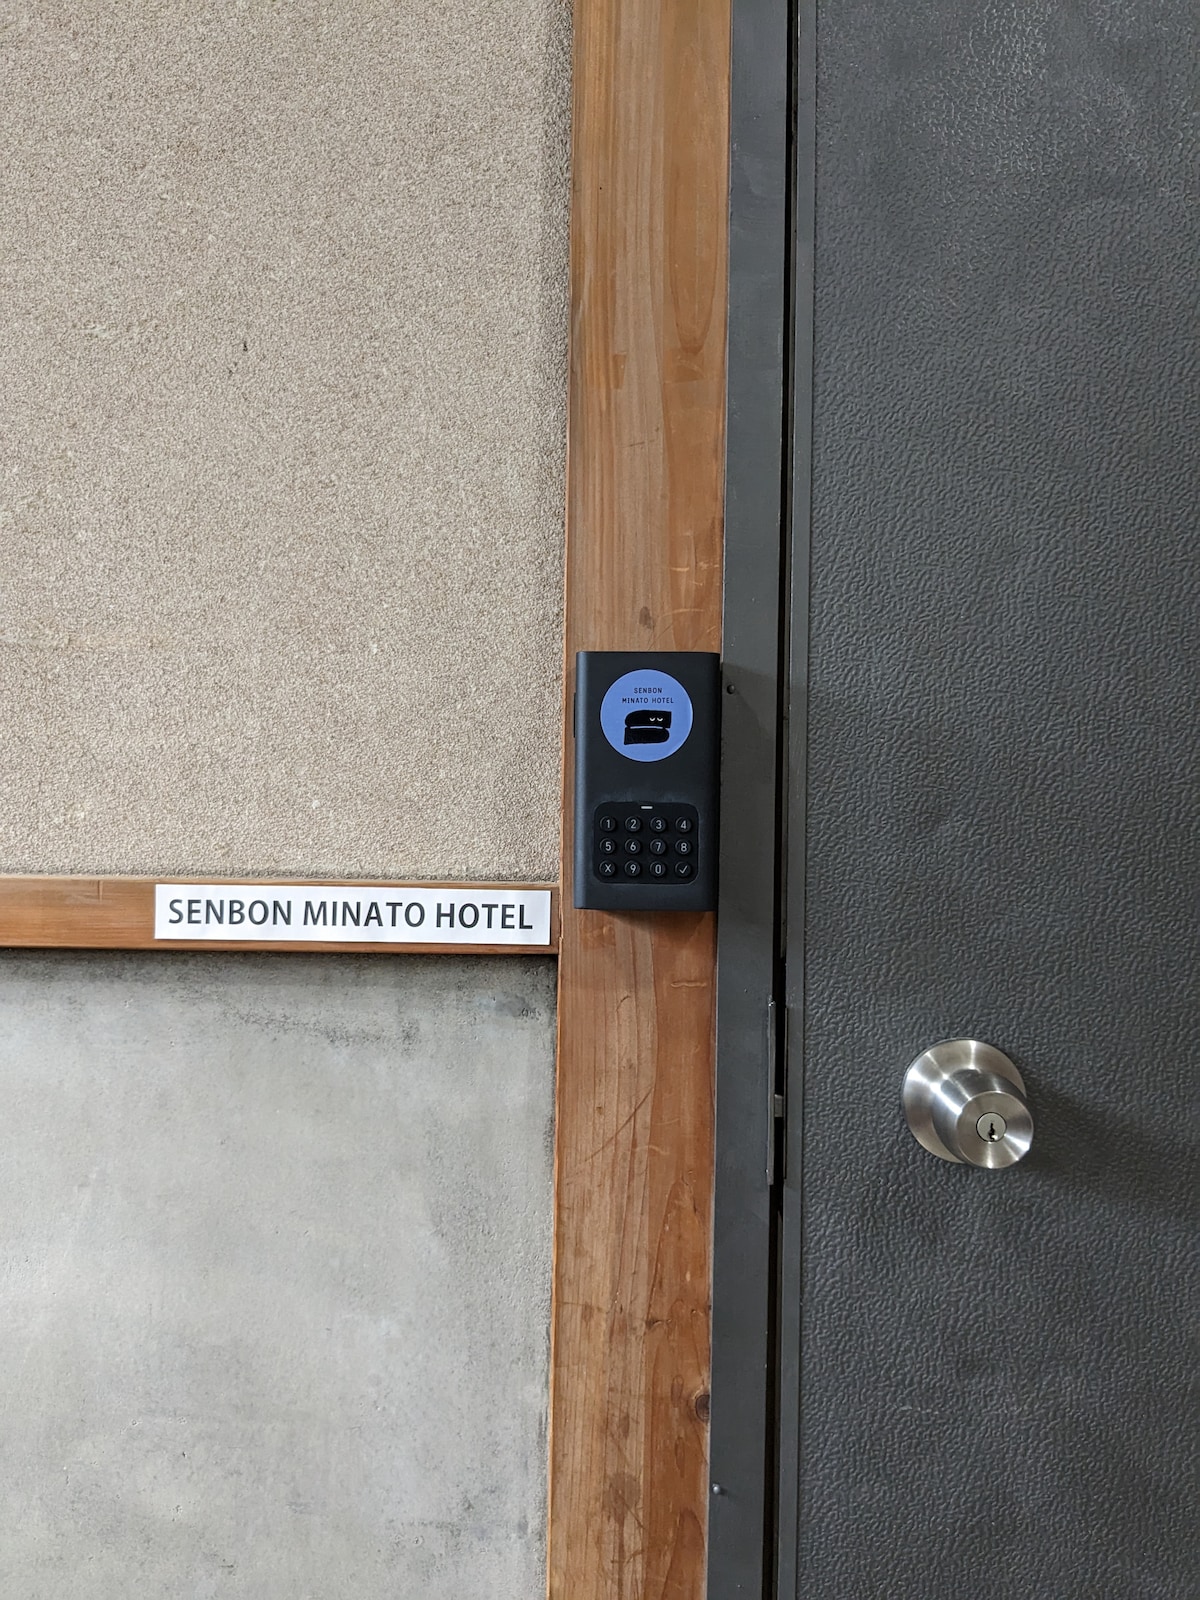 SENBON
MINATO HOTEL
1 2 3 4
5 6 7 8
X 9 0 ✓
SENBON MINATO HOTEL